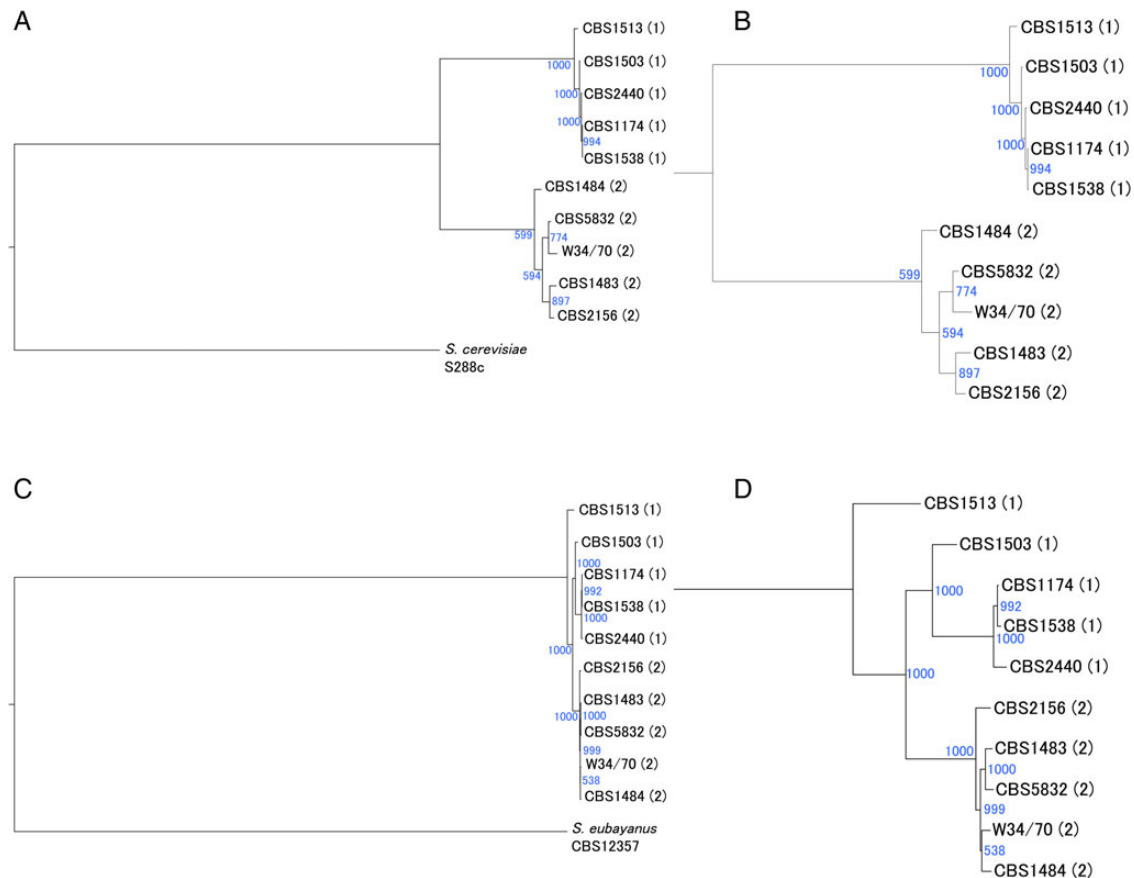 A
CBS1513 (1)
1000
CBS1503 (1)
1000
CBS2440 (1)
1000
CBS1174 (1)
994
CBS1538 (1)
CBS1484 (2)
CBS5832 (2)
599
774
W34/70 (2)
594
CBS1483 (2)
897
CBS2156 (2)
S. cerevisiae
S288c
B
CBS1513 (1)
CBS1503 (1)
1000
CBS2440 (1)
1000
1000
CBS1174 (1)
994
CBS1538 (1)
CBS1484 (2)
CBS5832 (2)
599
774
W34/70 (2)
594
CBS1483 (2)
897
CBS2156 (2)
C
CBS1513 (1)
CBS1503 (1)
1000
CBS1174 (1)
992
CBS1538 (1)
1000
CBS2440 (1)
1000
CBS2156 (2)
CBS1483 (2)
1000
1000
CBS5832 (2)
999
W34/70 (2)
538
CBS1484 (2)
S. eubayanus
CBS12357
D
CBS1513 (1)
CBS1503 (1)
CBS1174 (1)
1000
992
CBS1538 (1)
1000
CBS2440 (1)
1000
CBS2156 (2)
1000
CBS1483 (2)
1000
CBS5832 (2)
999
W34/70 (2)
538
CBS1484 (2)